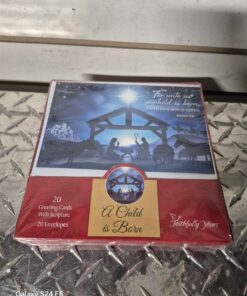 For unto us
a child is born,
20
Greeting Cards
With Scripture
20 Envelopes
A Child
is Born
Faithfully Yours
Galaxy S24 FE